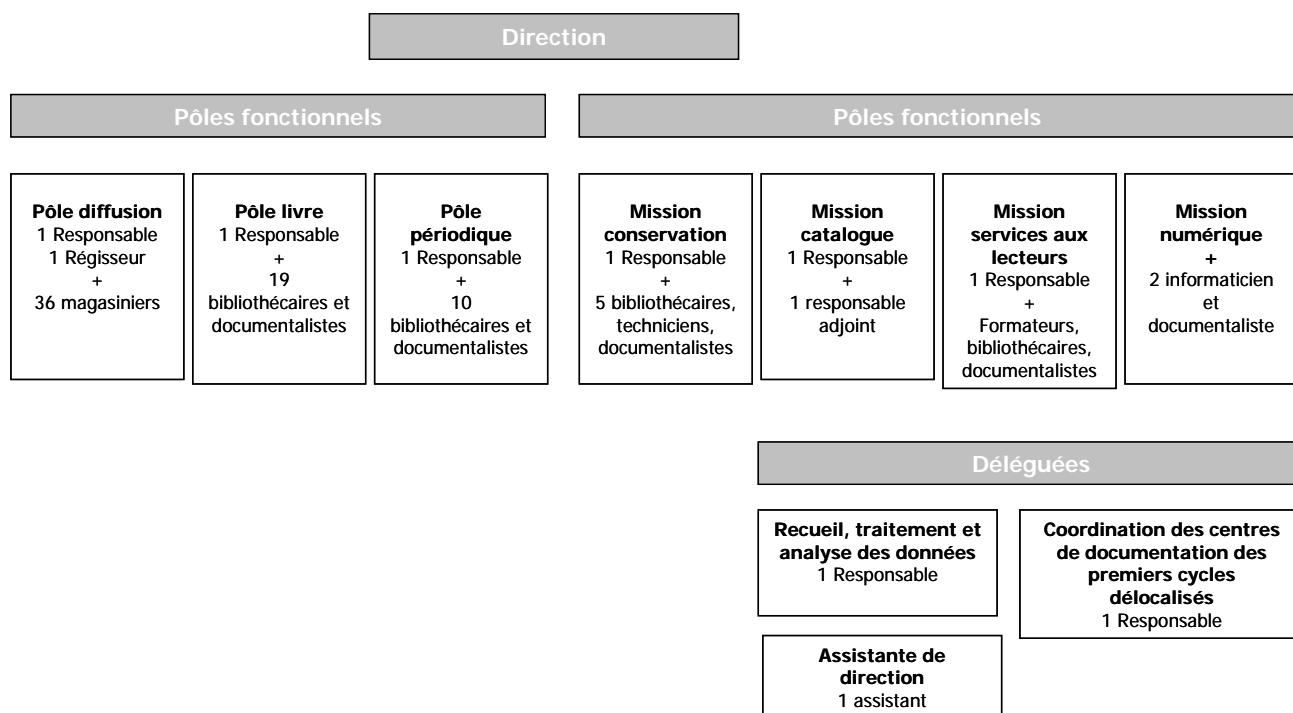 Direction
Pôles fonctionnels
Pôles fonctionnels
Pôle diffusion
1 Responsable
1 Régisseur
+
36 magasiniers
Pôle livre
1 Responsable
+
19
bibliothécaires et
documentalistes
Pôle
périodique
1 Responsable
+
10
bibliothécaires et
documentalistes
Mission
conservation
1 Responsable
+
5 bibliothécaires,
techniciens,
documentalistes
Mission
catalogue
1 Responsable
+
1 responsable
adjoint
Mission
services aux
lecteurs
1 Responsable
+
Formateurs,
bibliothécaires,
documentalistes
Mission
numérique
+
2 informaticien
et
documentaliste
Déléguées
Recueil, traitement et
analyse des données
1 Responsable
Coordination des centres
de documentation des
premiers cycles
délocalisés
1 Responsable
Assistante de
direction
1 assistant